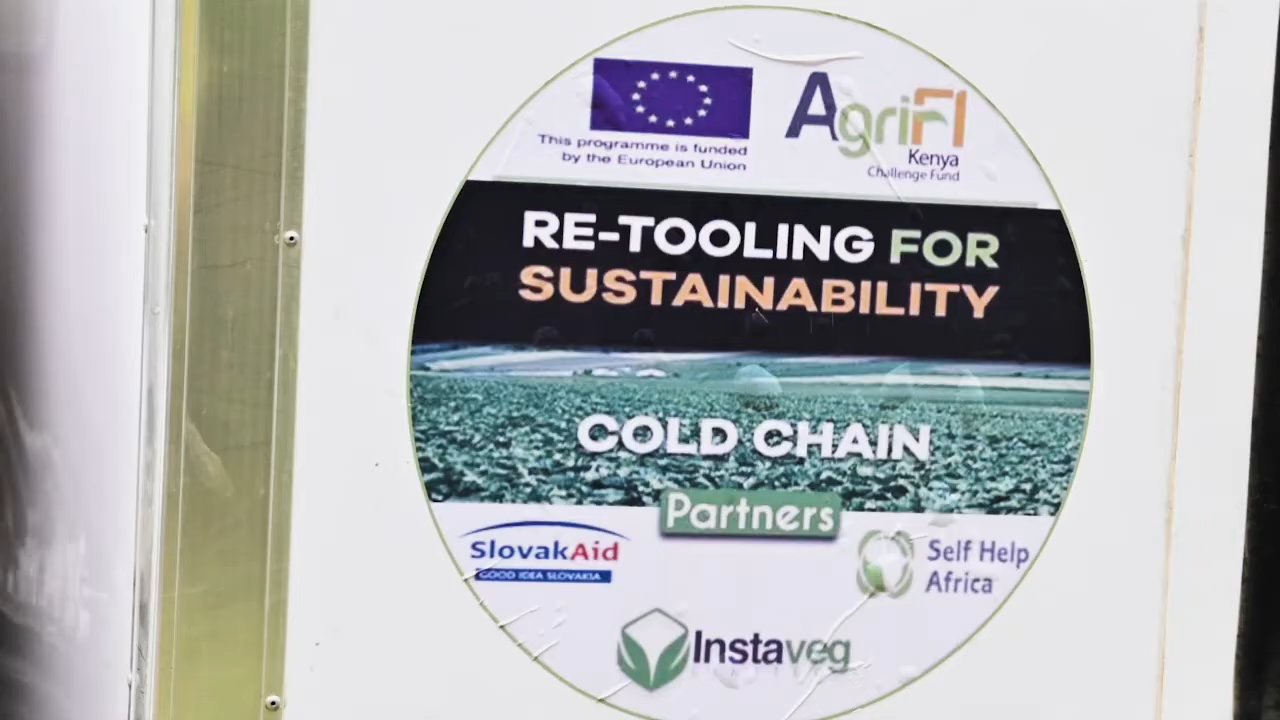 This programme is funded
by the European Union
AgriFI
Kenya
Challenge Fund
RE-TOOLING FOR
SUSTAINABILITY
COLD CHAIN
Partners
SlovakAid
GOOD IDEA SLOVAKIA
Self Help
Africa
Instaveg